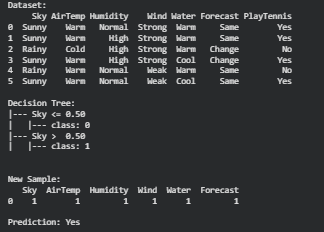 Dataset:
Sky AirTemp Humidity Wind Water Forecast PlayTennis
0 Sunny Warm Normal Strong Warm Same Yes
1 Sunny Warm High Strong Warm Same Yes
2 Rainy Cold High Strong Warm Change No
3 Sunny Warm High Strong Cool Change Yes
4 Rainy Warm Normal Weak Warm Same No
5 Sunny Warm Normal Weak Cool Same Yes
Decision Tree:
|--- Sky <= 0.50
|   |--- class: 0
|--- Sky >  0.50
|   |--- class: 1
New Sample:
Sky AirTemp Humidity Wind Water Forecast
0 1 1 1 1 1 1
Prediction: Yes